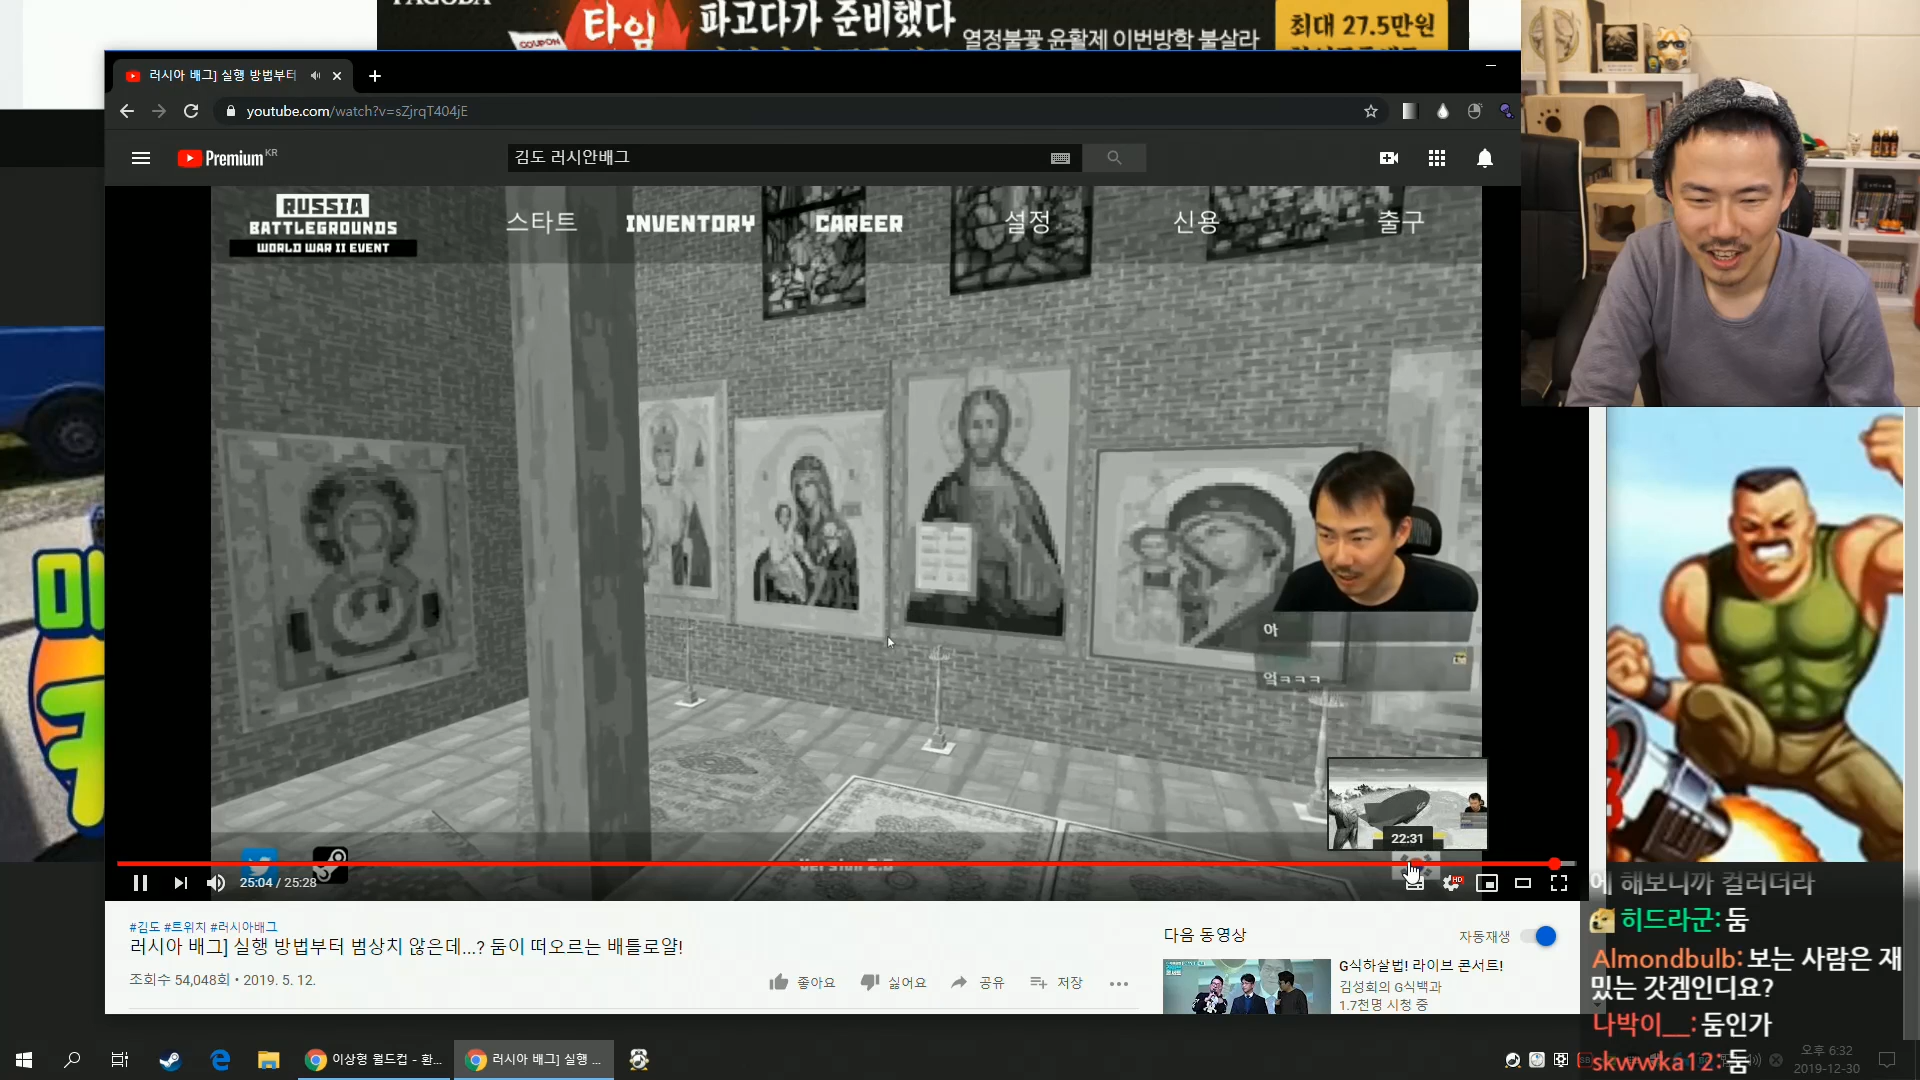 PAGODA
타임
COUPON
파고다가 준비했다
열정불꽃 윤활제 이번방학 불살라
최대 27.5만원
러시아 배그] 실행 방법부터
youtube.com/watch?v=sZjrqT404jE
Premium KR
김도 러시안배그
RUSSIA
BATTLEGROUNDS
WORLD WAR II EVENT
스타트
INVENTORY
CAREER
설정
신용
출구
아
엌ㅋㅋㅋ
22:31
25:04 / 25:28
HD
#김도 #트위치 #러시아배그
러시아 배그] 실행 방법부터 범상치 않은데...? 둠이 떠오르는 배틀로얄!
조회수 54,048회 • 2019. 5. 12.
좋아요
싫어요
공유
저장
다음 동영상
자동재생
G식하살법! 라이브 콘서트!
김성회의 G식백과
1.7천명 시청 중
에 해보니까 컬러더라
히드라군: 둠
Almondbulb: 보는 사람은 재
밌는 갓겜인디요?
나박이__: 둠인가
skwwka12: 둠
이상형 월드컵 - 환...
러시아 배그] 실행 ...
오후 6:32
2019-12-30